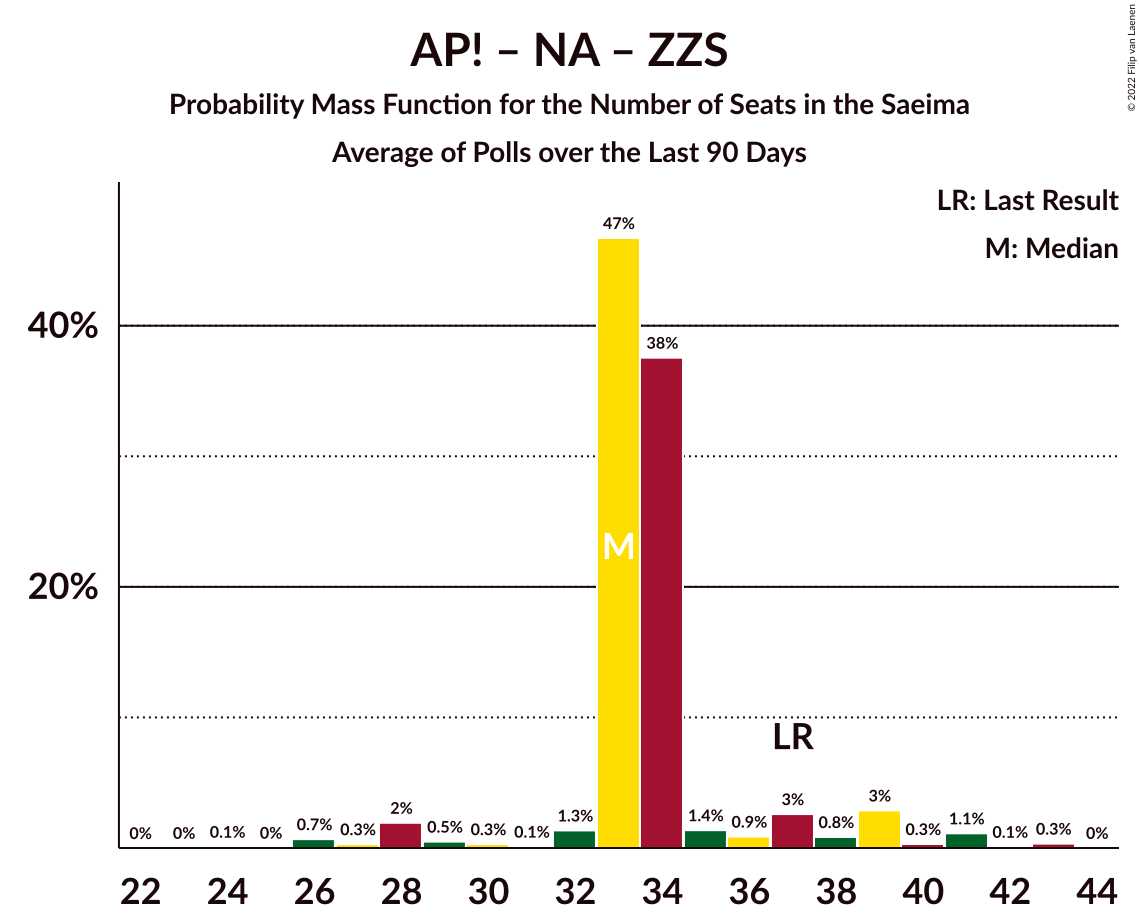 AP! – NA – ZZS
Probability Mass Function for the Number of Seats in the Saeima
Average of Polls over the Last 90 Days
© 2022 Filip van Laenen
LR: Last Result
M: Median
40%
20%
0%
0%
0.1%
0%
0.7%
0.3%
2%
0.5%
0.3%
0.1%
1.3%
47%
M
38%
1.4%
0.9%
LR
3%
0.8%
3%
0.3%
1.1%
0.1%
0.3%
0%
22 24 26 28 30 32 34 36 38 40 42 44